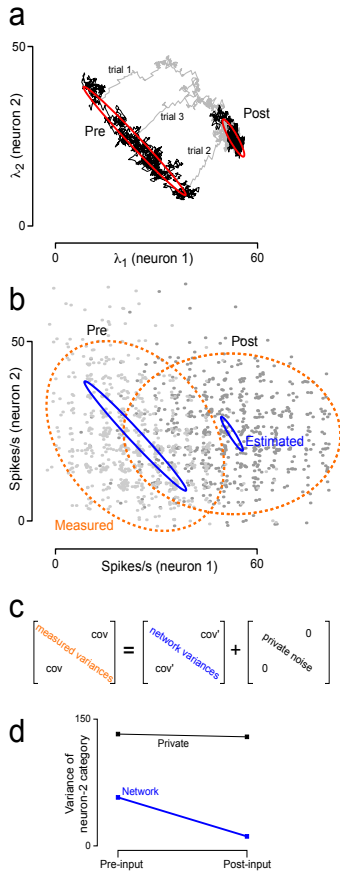 a
50
λ2 (neuron 2)
0
trial 1
trial 3
trial 2
Pre
Post
0
60
λ1 (neuron 1)
b
Pre
Post
50
Spikes/s (neuron 2)
0
Estimated
Measured
0
60
Spikes/s (neuron 1)
c
cov
measured variances
cov
=
cov'
network variances
cov'
+
0
private noise
0
d
150
Variance of
neuron-2 category
0
Private
Network
Pre-input
Post-input